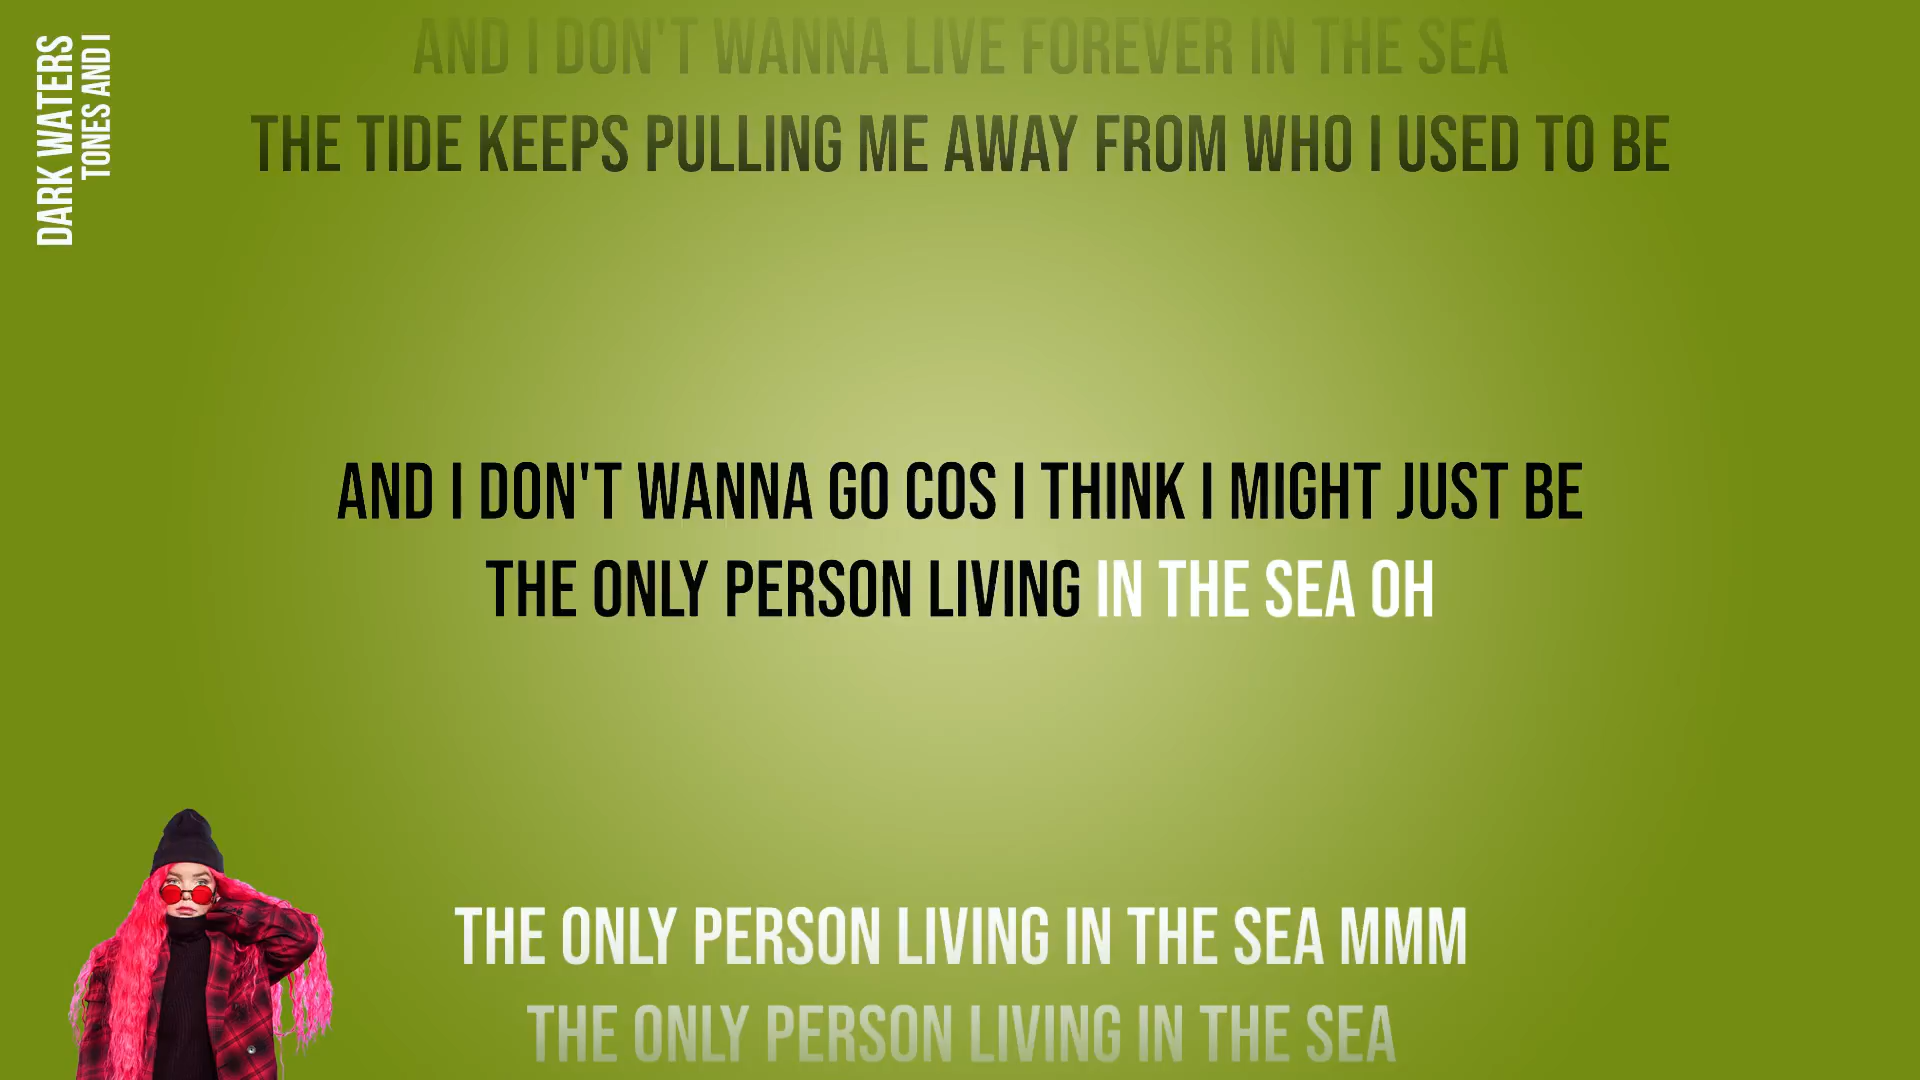 DARK WATERS
TONES AND I
AND I DON'T WANNA LIVE FOREVER IN THE SEA
THE TIDE KEEPS PULLING ME AWAY FROM WHO I USED TO BE
AND I DON'T WANNA GO COS I THINK I MIGHT JUST BE
THE ONLY PERSON LIVING IN THE SEA OH
THE ONLY PERSON LIVING IN THE SEA MMM
THE ONLY PERSON LIVING IN THE SEA